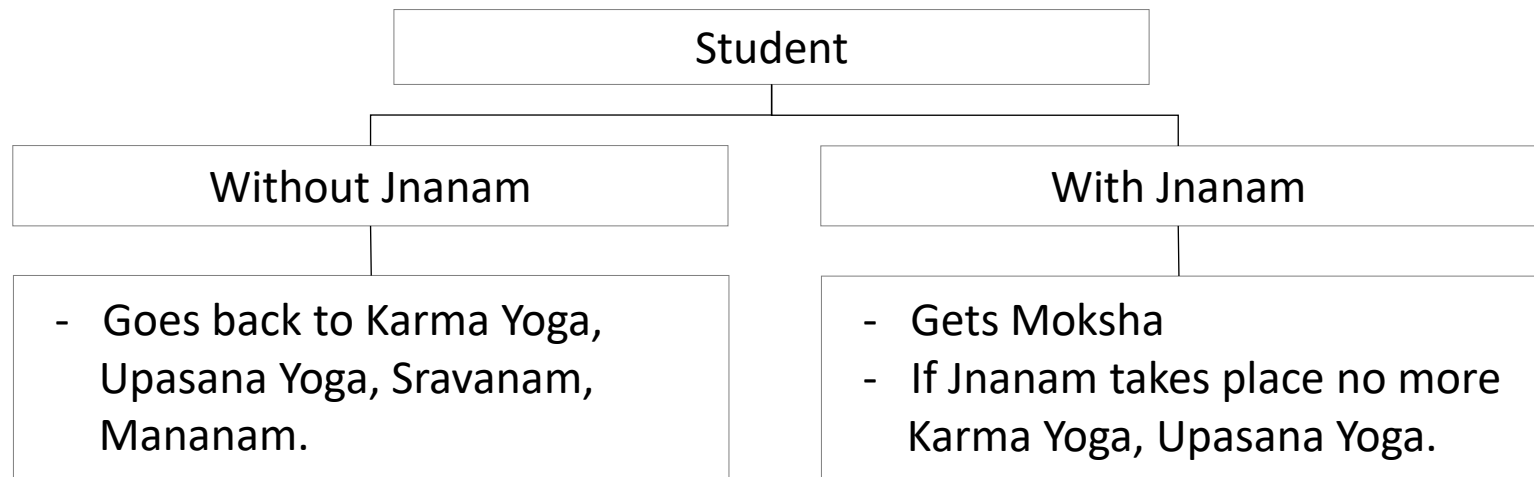 Student
Without Jnanam
With Jnanam
- Goes back to Karma Yoga,
Upasana Yoga, Sravanam,
Mananam.
- Gets Moksha
- If Jnanam takes place no more
Karma Yoga, Upasana Yoga.